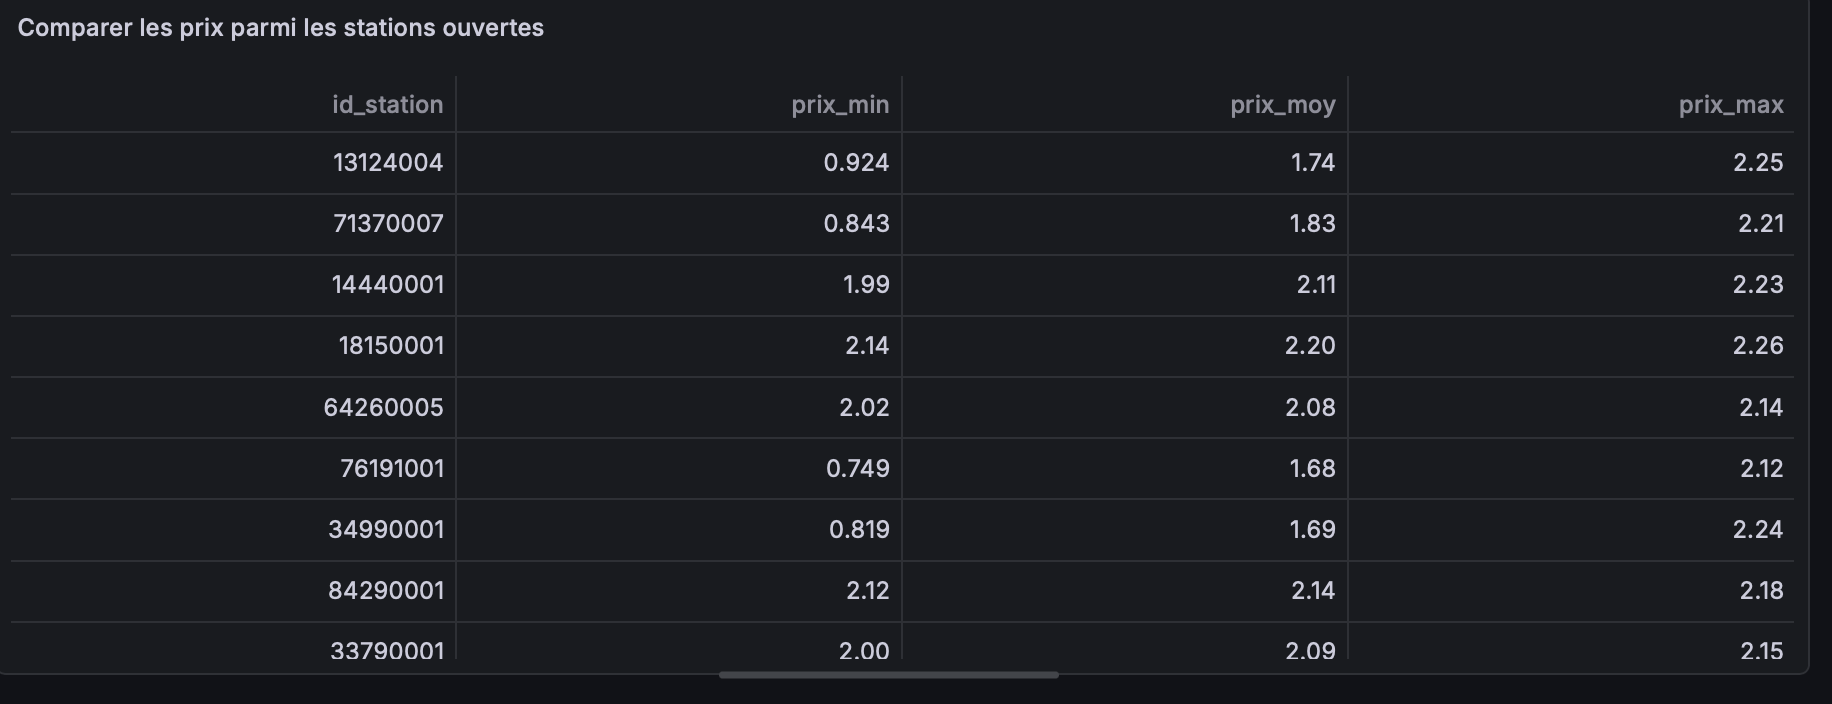 Comparer les prix parmi les stations ouvertes
id_station prix_min prix_moy prix_max
13124004 0.924 1.74 2.25
71370007 0.843 1.83 2.21
14440001 1.99 2.11 2.23
18150001 2.14 2.20 2.26
64260005 2.02 2.08 2.14
76191001 0.749 1.68 2.12
34990001 0.819 1.69 2.24
84290001 2.12 2.14 2.18
33790001 2.00 2.09 2.15